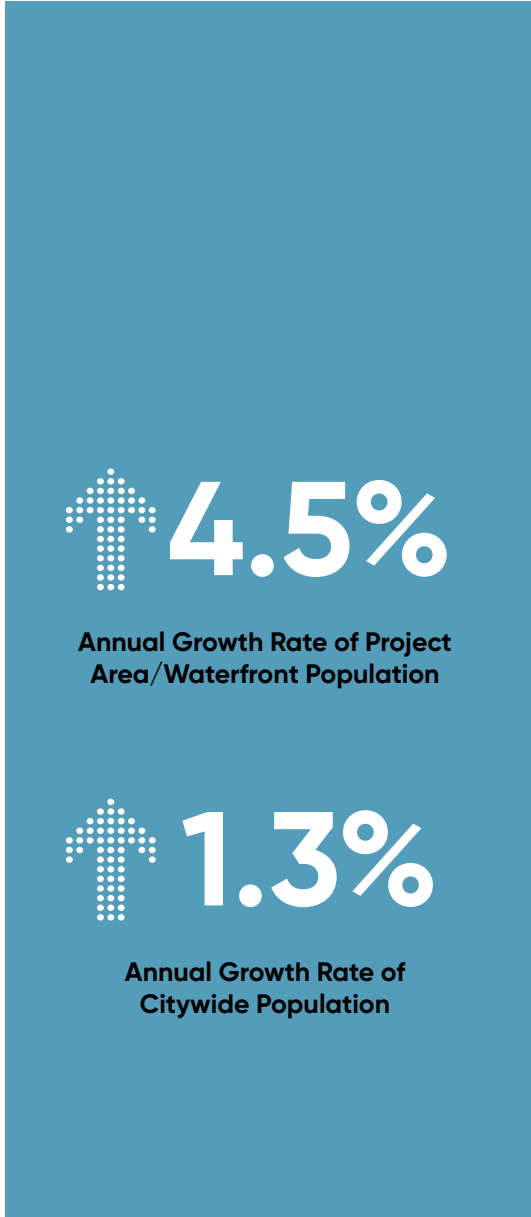 4.5%
Annual Growth Rate of Project
Area/Waterfront Population
1.3%
Annual Growth Rate of
Citywide Population